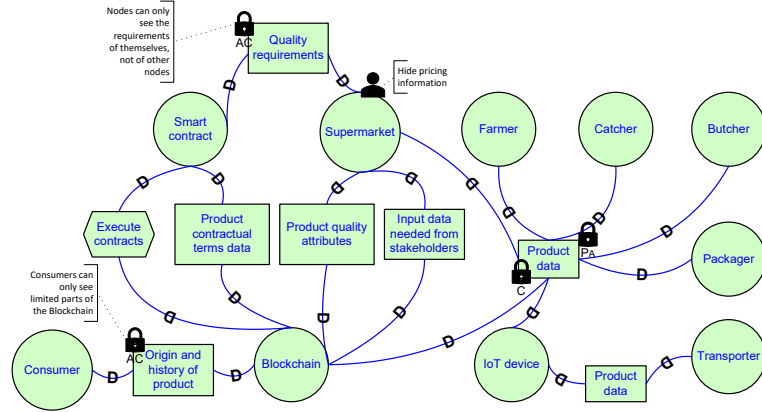 Nodes can only
see the
requirements
of themselves,
not of other
nodes
AC
Quality
requirements
D
D
Hide pricing
information
Smart
contract
Supermarket
Farmer
Catcher
Butcher
D
D
D
D
D
D
D
D
Execute
contracts
Product
contractual
terms data
Product quality
attributes
Input data
needed from
stakeholders
Product
data
PA
C
D
Packager
Consumers can
only see
limited parts
of the Blockchain
D
D
D
D
D
D
AC
Consumer
D
Origin and
history of
product
D
Blockchain
IoT device
D
Product
data
D
Transporter